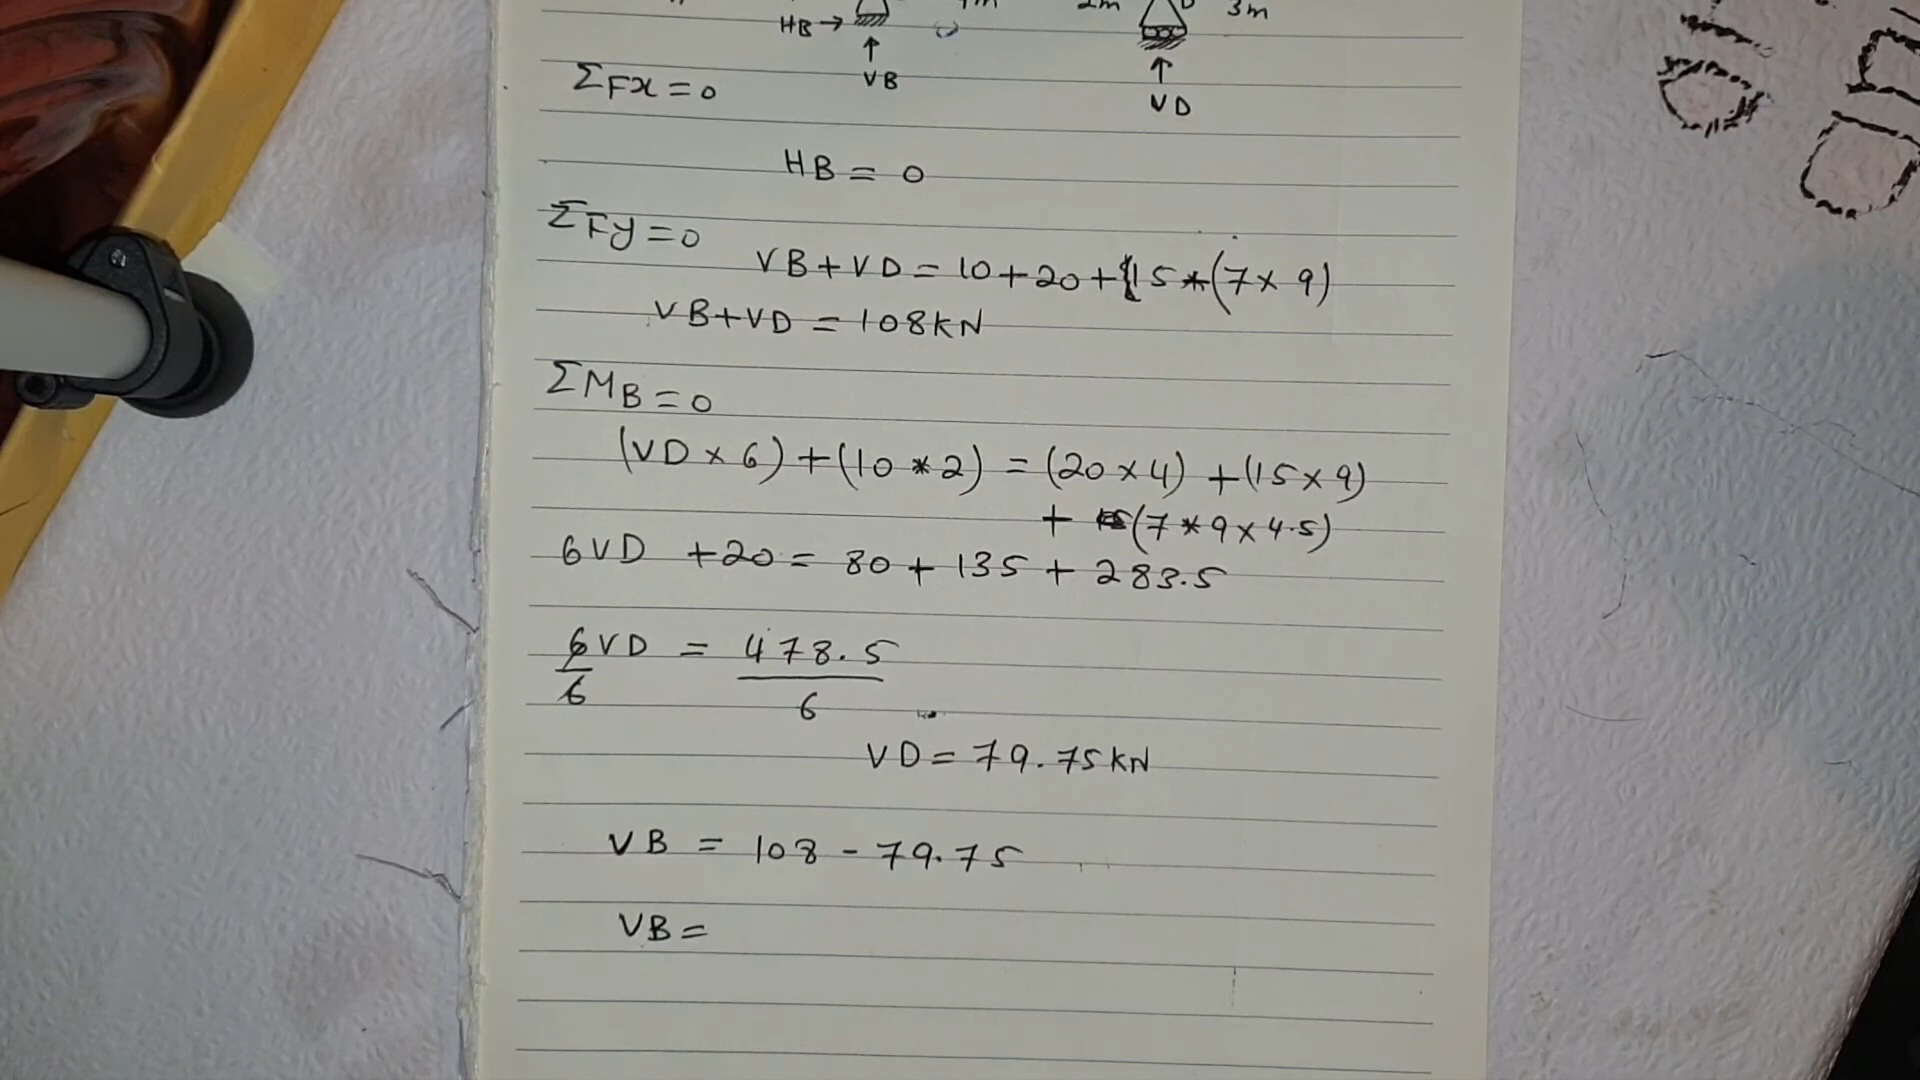 HB → 4m 2m D 3m
↑ VB ↑ VD
ΣFx = 0
HB = 0
ΣFy = 0
VB + VD = 10 + 20 + 15 + (7 × 9)
VB + VD = 108 KN
ΣMB = 0
(VD × 6) + (10 * 2) = (20 × 4) + (15 × 9)
+ (7 * 9 × 4.5)
6VD + 20 = 80 + 135 + 283.5
6VD = 478.5
6 6
VD = 79.75 KN
VB = 108 - 79.75
VB =